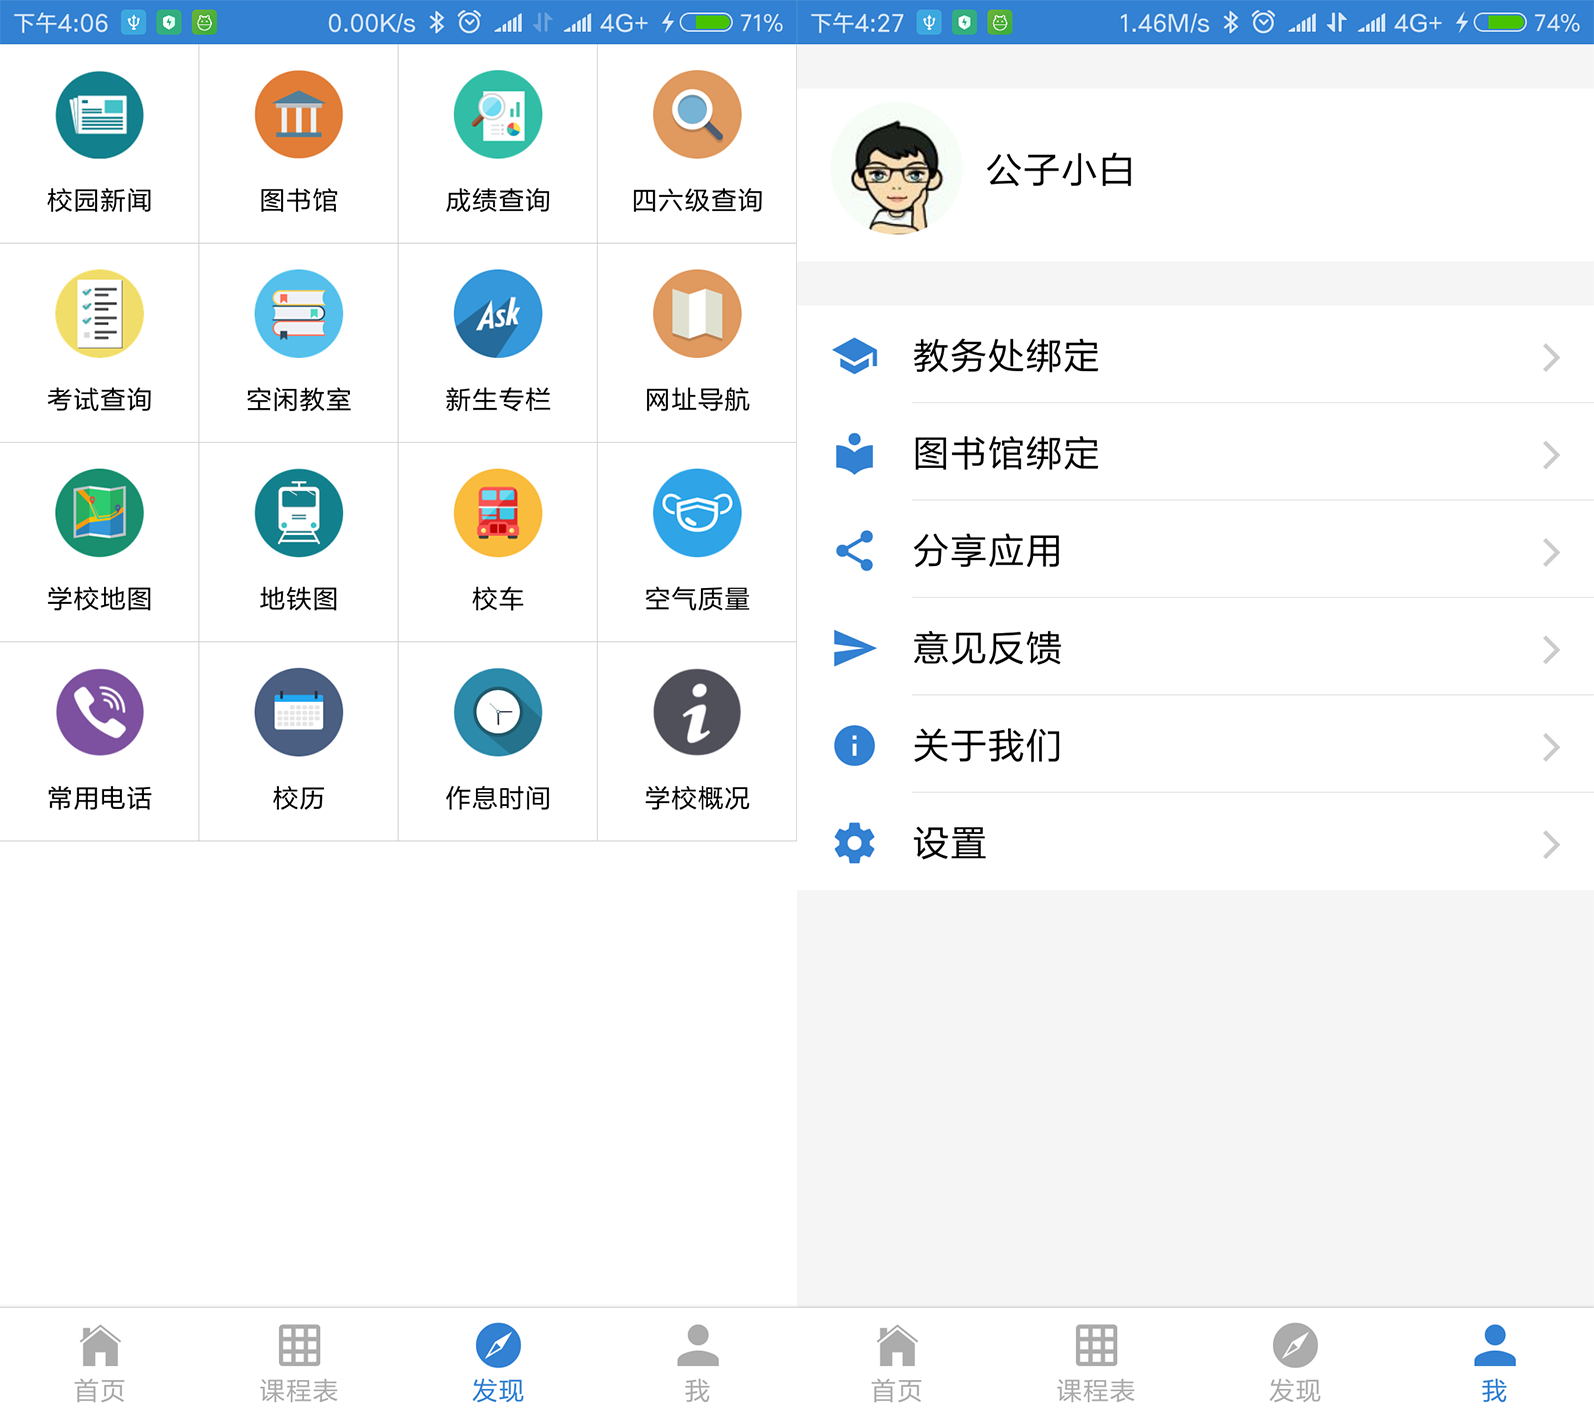 下午4:06 0.00K/s 4G+ 71%
校园新闻 图书馆 成绩查询 四六级查询
考试查询 空闲教室 Ask 新生专栏 网址导航
学校地图 地铁图 校车 空气质量
常用电话 校历 作息时间 学校概况
首页 课程表 发现 我
下午4:27 1.46M/s 4G+ 74%
公子小白
教务处绑定
图书馆绑定
分享应用
意见反馈
关于我们
设置
首页 课程表 发现 我